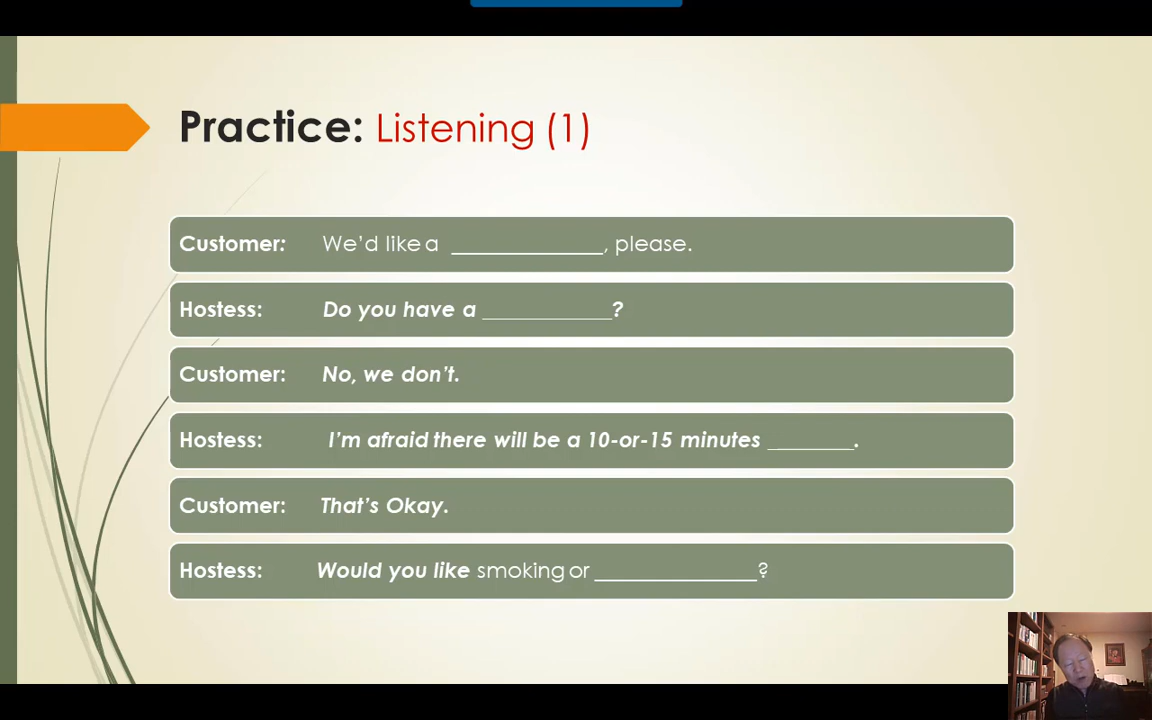 Practice: Listening (1)
Customer: We'd like a ______________, please.
Hostess: Do you have a ___________?
Customer: No, we don't.
Hostess: I'm afraid there will be a 10-or-15 minutes ________.
Customer: That's Okay.
Hostess: Would you like smoking or _______________?